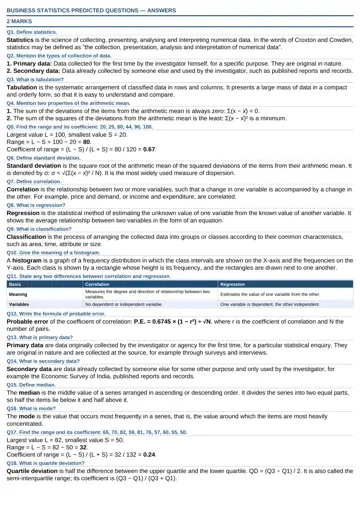 BUSINESS STATISTICS PREDICTED QUESTIONS — ANSWERS
2 MARKS
Q1. Define statistics.
Statistics is the science of collecting, presenting, analysing and interpreting numerical data. In the words of Croxton and Cowden,
statistics may be defined as "the collection, presentation, analysis and interpretation of numerical data".
Q2. Mention the types of collection of data.
1. Primary data: Data collected for the first time by the investigator himself, for a specific purpose. They are original in nature.
2. Secondary data: Data already collected by someone else and used by the investigator, such as published reports and records.
Q3. What is tabulation?
Tabulation is the systematic arrangement of classified data in rows and columns. It presents a large mass of data in a compact
and orderly form, so that it is easy to understand and compare.
Q4. Mention two properties of the arithmetic mean.
1. The sum of the deviations of the items from the arithmetic mean is always zero: Σ(x − x̄) = 0.
2. The sum of the squares of the deviations from the arithmetic mean is the least: Σ(x − x̄)² is a minimum.
Q5. Find the range and its coefficient: 20, 25, 80, 44, 96, 100.
Largest value L = 100, smallest value S = 20.
Range = L − S = 100 − 20 = 80.
Coefficient of range = (L − S) / (L + S) = 80 / 120 = 0.67.
Q6. Define standard deviation.
Standard deviation is the square root of the arithmetic mean of the squared deviations of the items from their arithmetic mean. It
is denoted by σ: σ = √(Σ(x − x̄)² / N). It is the most widely used measure of dispersion.
Q7. Define correlation.
Correlation is the relationship between two or more variables, such that a change in one variable is accompanied by a change in
the other. For example, price and demand, or income and expenditure, are correlated.
Q8. What is regression?
Regression is the statistical method of estimating the unknown value of one variable from the known value of another variable. It
shows the average relationship between two variables in the form of an equation.
Q9. What is classification?
Classification is the process of arranging the collected data into groups or classes according to their common characteristics,
such as area, time, attribute or size.
Q10. Give the meaning of a histogram.
A histogram is a graph of a frequency distribution in which the class intervals are shown on the X-axis and the frequencies on the
Y-axis. Each class is shown by a rectangle whose height is its frequency, and the rectangles are drawn next to one another.
Q11. State any two differences between correlation and regression.
Basis Correlation Regression
Meaning Measures the degree and direction of relationship between two variables. Estimates the value of one variable from the other.
Variables No dependent or independent variable. One variable is dependent, the other independent.
Q12. Write the formula of probable error.
Probable error of the coefficient of correlation: P.E. = 0.6745 × (1 − r²) ÷ √N, where r is the coefficient of correlation and N the
number of pairs.
Q13. What is primary data?
Primary data are data originally collected by the investigator or agency for the first time, for a particular statistical enquiry. They
are original in nature and are collected at the source, for example through surveys and interviews.
Q14. What is secondary data?
Secondary data are data already collected by someone else for some other purpose and only used by the investigator, for
example the Economic Survey of India, published reports and records.
Q15. Define median.
The median is the middle value of a series arranged in ascending or descending order. It divides the series into two equal parts,
so half the items lie below it and half above it.
Q16. What is mode?
The mode is the value that occurs most frequently in a series, that is, the value around which the items are most heavily
concentrated.
Q17. Find the range and its coefficient: 65, 70, 82, 59, 81, 76, 57, 60, 55, 50.
Largest value L = 82, smallest value S = 50.
Range = L − S = 82 − 50 = 32.
Coefficient of range = (L − S) / (L + S) = 32 / 132 = 0.24.
Q18. What is quartile deviation?
Quartile deviation is half the difference between the upper quartile and the lower quartile. QD = (Q3 − Q1) / 2. It is also called the
semi-interquartile range; its coefficient is (Q3 − Q1) / (Q3 + Q1).